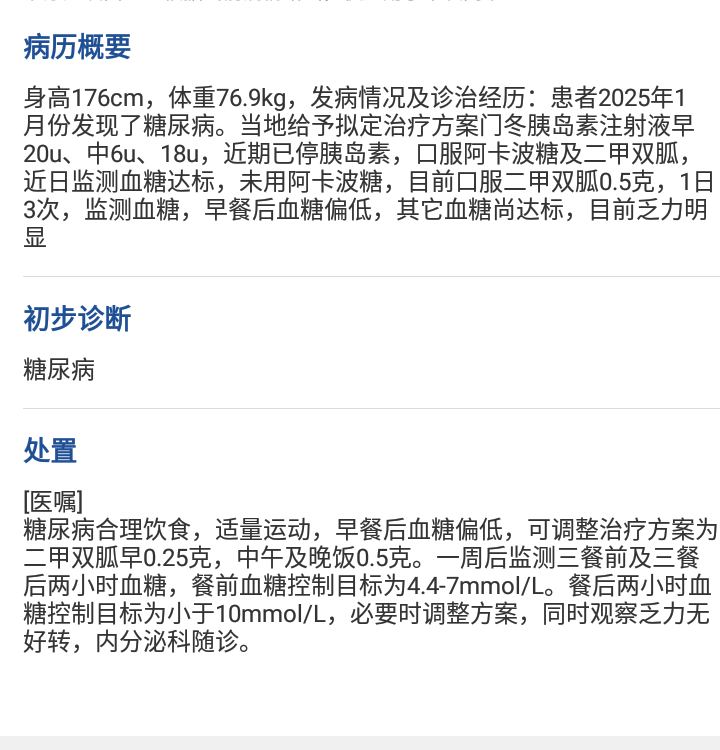 病历概要
身高176cm，体重76.9kg，发病情况及诊治经历：患者2025年1
月份发现了糖尿病。当地给予拟定治疗方案门冬胰岛素注射液早
20u、中6u、18u，近期已停胰岛素，口服阿卡波糖及二甲双胍，
近日监测血糖达标，未用阿卡波糖，目前口服二甲双胍0.5克，1日
3次，监测血糖，早餐后血糖偏低，其它血糖尚达标，目前乏力明
显
初步诊断
糖尿病
处置
[医嘱]
糖尿病合理饮食，适量运动，早餐后血糖偏低，可调整治疗方案为
二甲双胍早0.25克，中午及晚饭0.5克。一周后监测三餐前及三餐
后两小时血糖，餐前血糖控制目标为4.4-7mmol/L。餐后两小时血
糖控制目标为小于10mmol/L，必要时调整方案，同时观察乏力无
好转，内分泌科随诊。